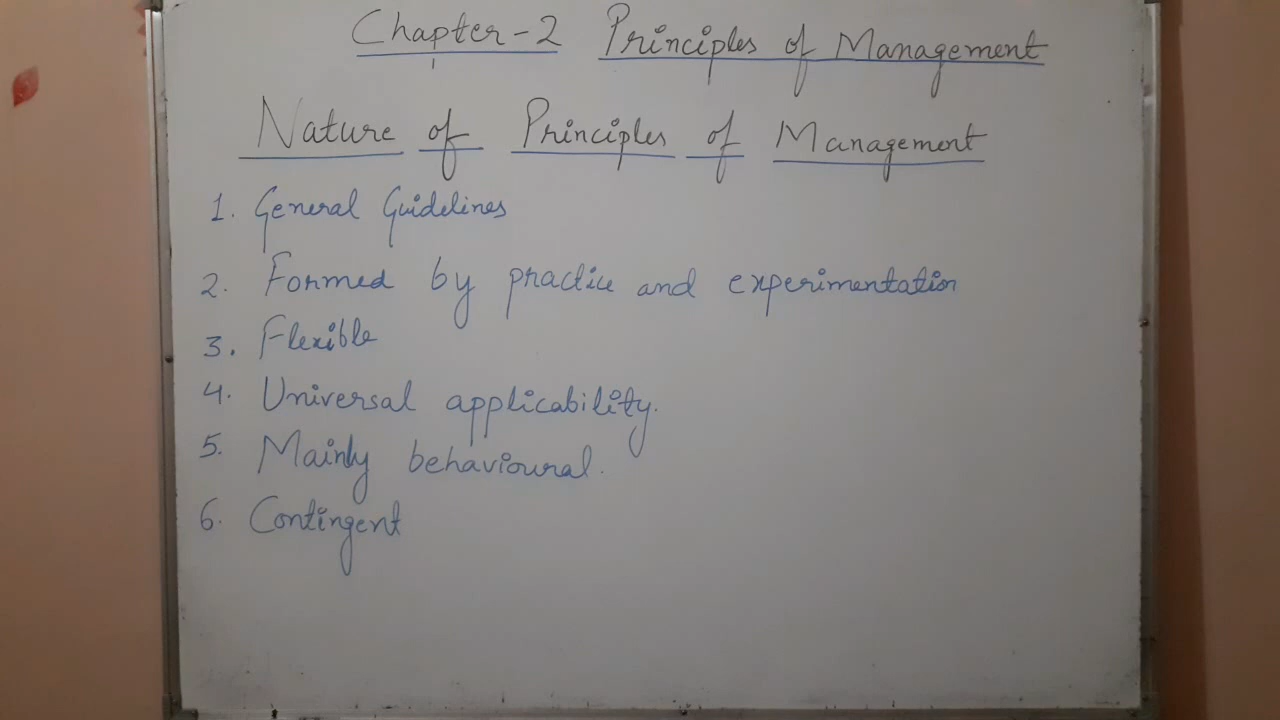 Chapter-2 Principles of Management
Nature of Principles of Management
1. General Guidelines
2. Formed by practice and experimentation
3. Flexible
4. Universal applicability.
5. Mainly behavioural.
6. Contingent